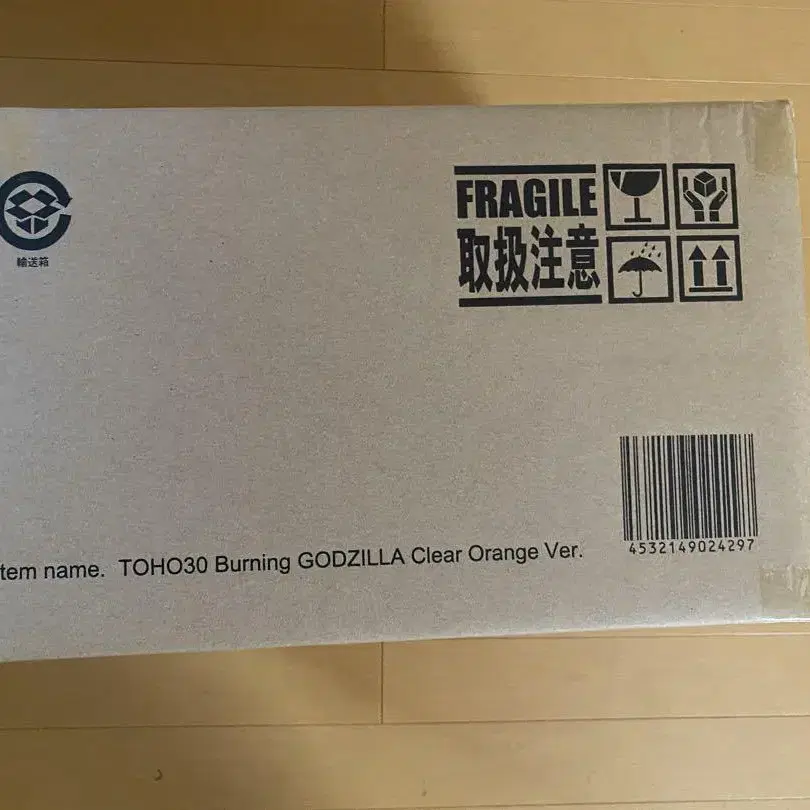 FRAGILE
取扱注意
輸送箱
4532149024297
tem name. TOHO30 Burning GODZILLA Clear Orange Ver.